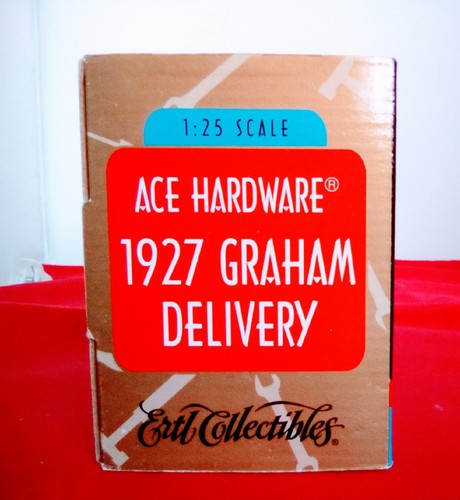 1:25 SCALE
ACE HARDWARE®
1927 GRAHAM
DELIVERY
Ertl Collectibles®